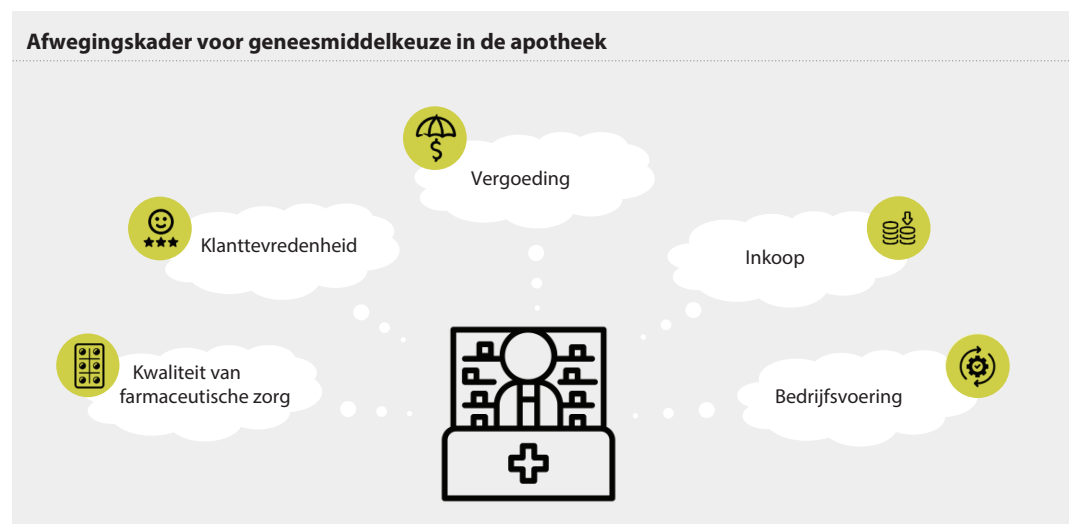 Afwegingskader voor geneesmiddelkeuze in de apotheek
Vergoeding
Klanttevredenheid
Inkoop
Kwaliteit van
farmaceutische zorg
Bedrijfsvoering